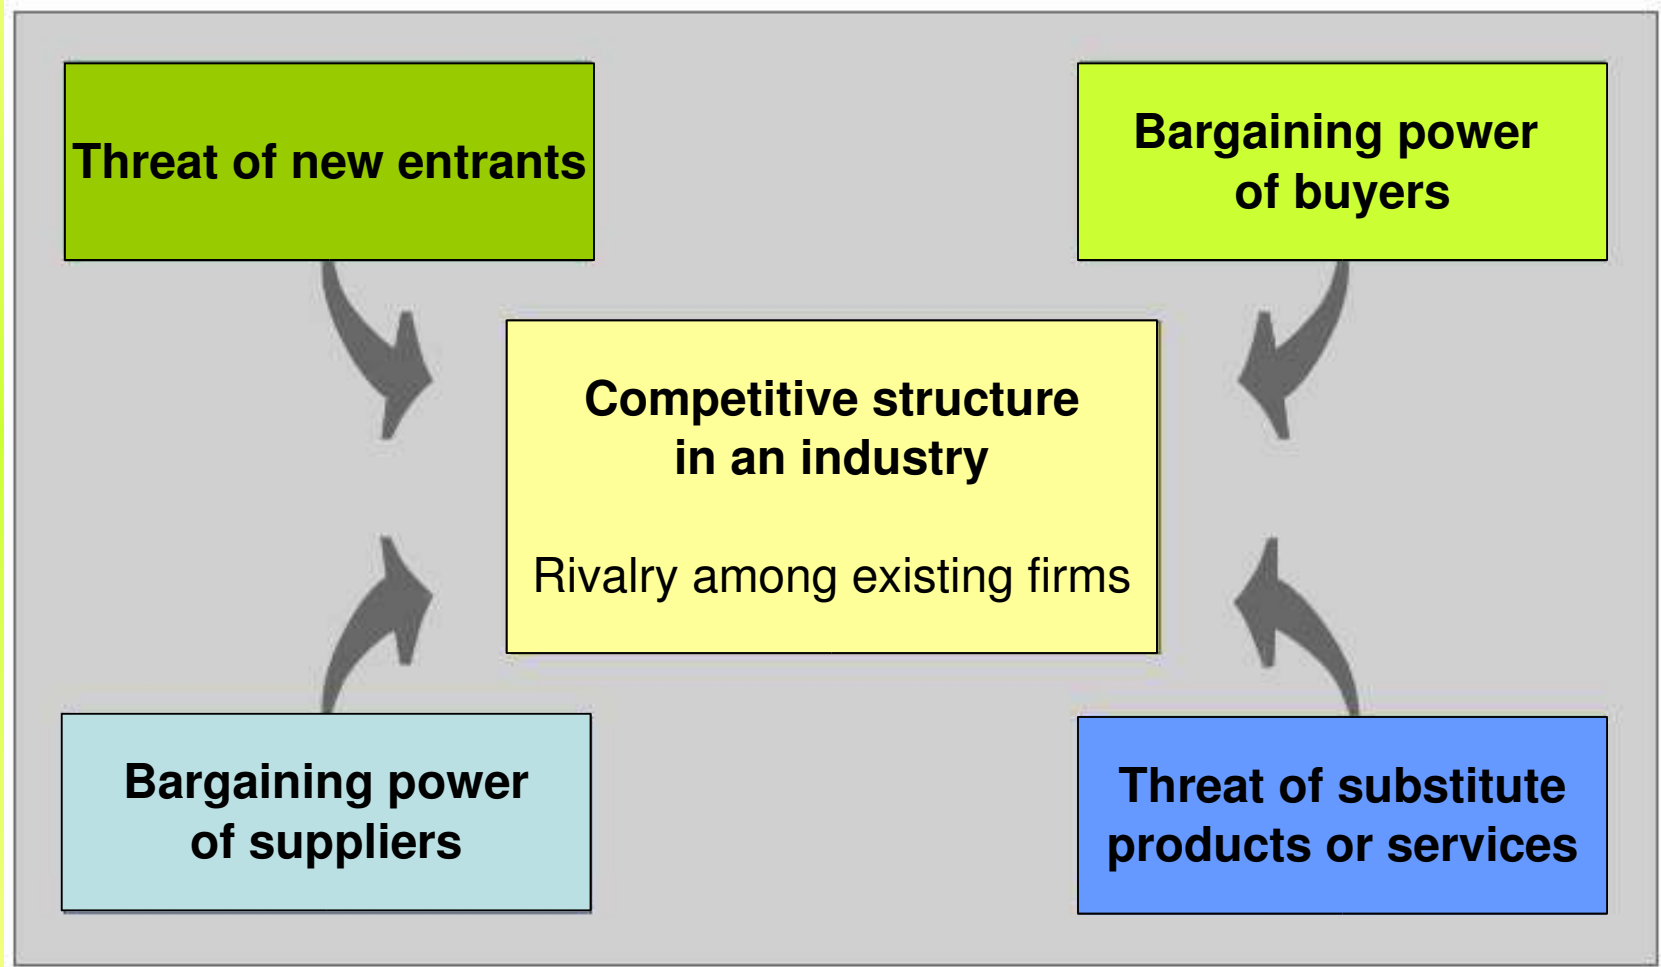 Threat of new entrants
Bargaining power
of buyers
Competitive structure
in an industry
Rivalry among existing firms
Bargaining power
of suppliers
Threat of substitute
products or services